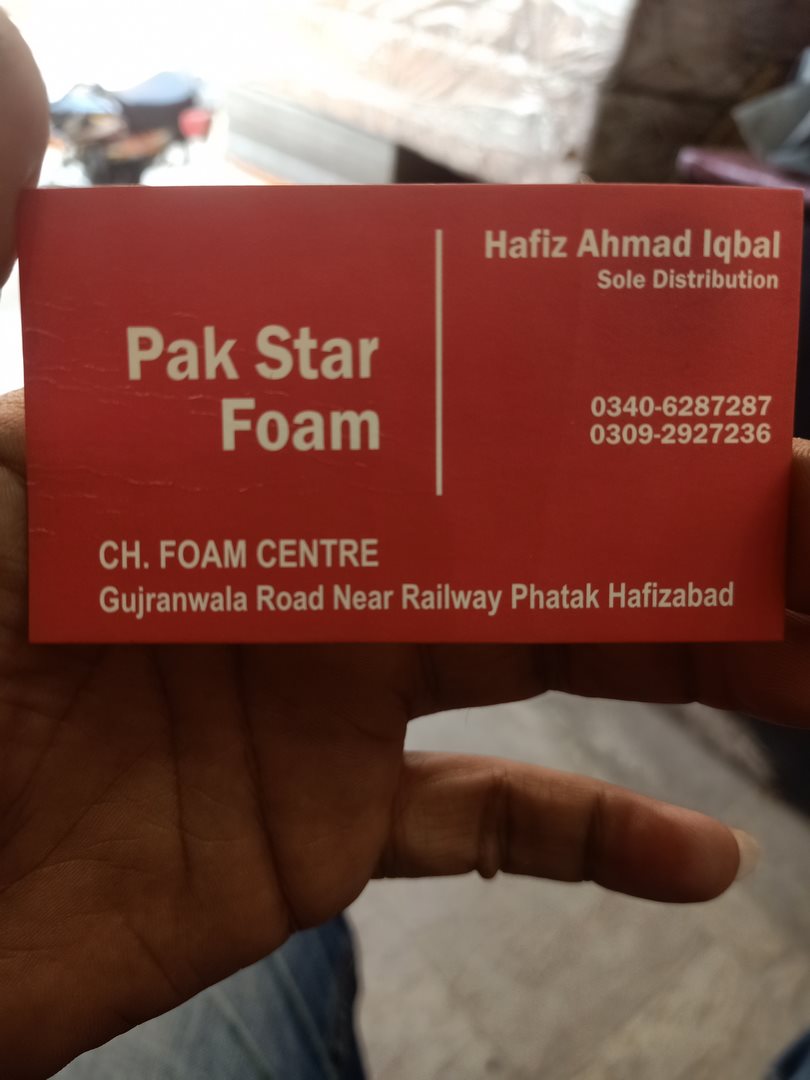 Pak Star
Foam
Hafiz Ahmad Iqbal
Sole Distribution
0340-6287287
0309-2927236
CH. FOAM CENTRE
Gujranwala Road Near Railway Phatak Hafizabad